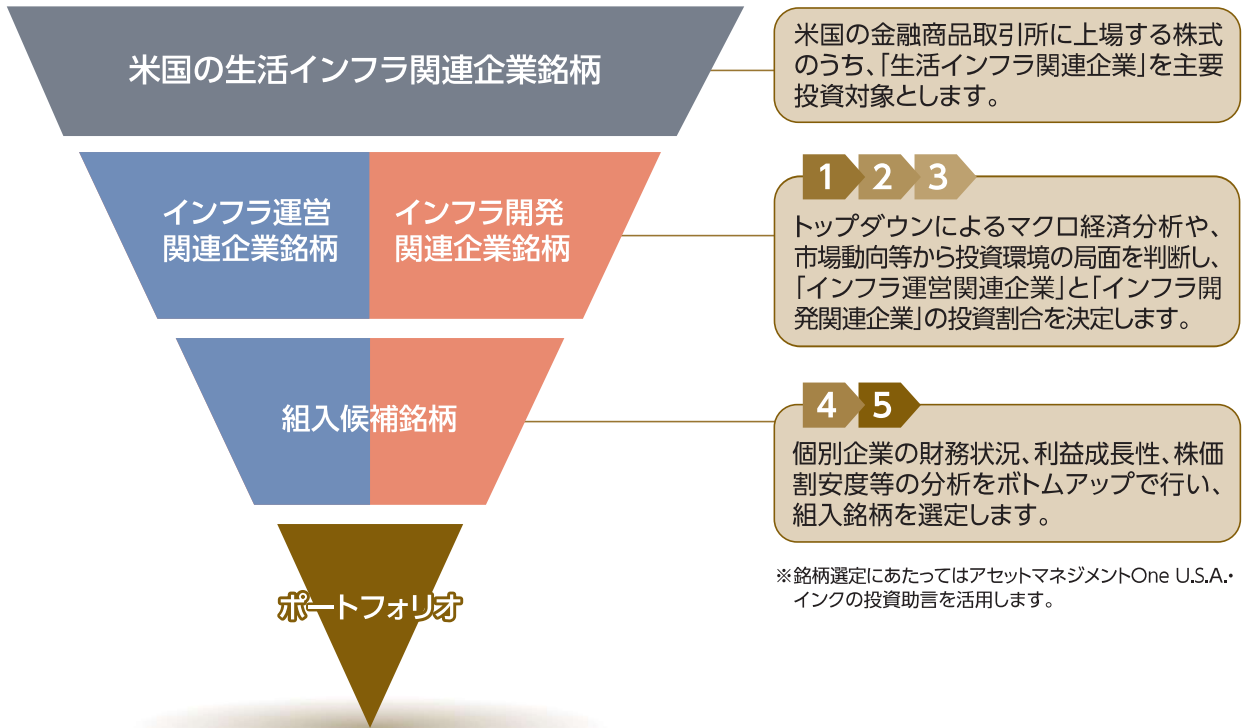 米国の生活インフラ関連企業銘柄
米国の金融商品取引所に上場する株式
のうち、「生活インフラ関連企業」を主要
投資対象とします。
インフラ運営
関連企業銘柄
インフラ開発
関連企業銘柄
1 2 3
トップダウンによるマクロ経済分析や、
市場動向等から投資環境の局面を判断し、
「インフラ運営関連企業」と「インフラ開
発関連企業」の投資割合を決定します。
組入候補銘柄
4 5
個別企業の財務状況、利益成長性、株価
割安度等の分析をボトムアップで行い、
組入銘柄を選定します。
ポートフォリオ
※銘柄選定にあたってはアセットマネジメントOne U.S.A.・
インクの投資助言を活用します。